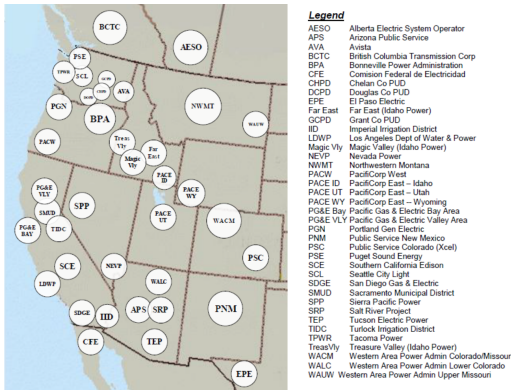 BCTC
AESO
PSE
TPWR
SCL
GCPD
CHPD
DCPD
AVA
PGN
BPA
NWMT
WAUW
PACW
Treas
Vly
Far
East
Magic
Vly
PACE
ID
PACE
WY
PG&E
VLY
SPP
PACE
UT
SMUD
WACM
PG&E
BAY
TIDC
PSC
SCE
NEVP
LDWP
WALC
SDGE
IID
APS
SRP
PNM
CFE
TEP
EPE
Legend
AESO Alberta Electric System Operator
APS Arizona Public Service
AVA Avista
BCTC British Columbia Transmission Corp
BPA Bonneville Power Administration
CFE Comision Federal de Electricidad
CHPD Chelan Co PUD
DCPD Douglas Co PUD
EPE El Paso Electric
Far East Far East (Idaho Power)
GCPD Grant Co PUD
IID Imperial Irrigation District
LDWP Los Angeles Dept of Water & Power
Magic Vly Magic Valley (Idaho Power)
NEVP Nevada Power
NWMT Northwestern Montana
PACW PacifiCorp West
PACE ID PacifiCorp East – Idaho
PACE UT PacifiCorp East – Utah
PACE WY PacifiCorp East – Wyoming
PG&E Bay Pacific Gas & Electric Bay Area
PG&E VLY Pacific Gas & Electric Valley Area
PGN Portland Gen Electric
PNM Public Service New Mexico
PSC Public Service Colorado (Xcel)
PSE Puget Sound Energy
SCE Southern California Edison
SCL Seattle City Light
SDGE San Diego Gas & Electric
SMUD Sacramento Municipal District
SPP Sierra Pacific Power
SRP Salt River Project
TEP Tucson Electric Power
TIDC Turlock Irrigation District
TPWR Tacoma Power
TreasVly Treasure Valley (Idaho Power)
WACM Western Area Power Admin Colorado/Missouri
WALC Western Area Power Admin Lower Colorado
WAUW Western Area Power Admin Upper Missouri